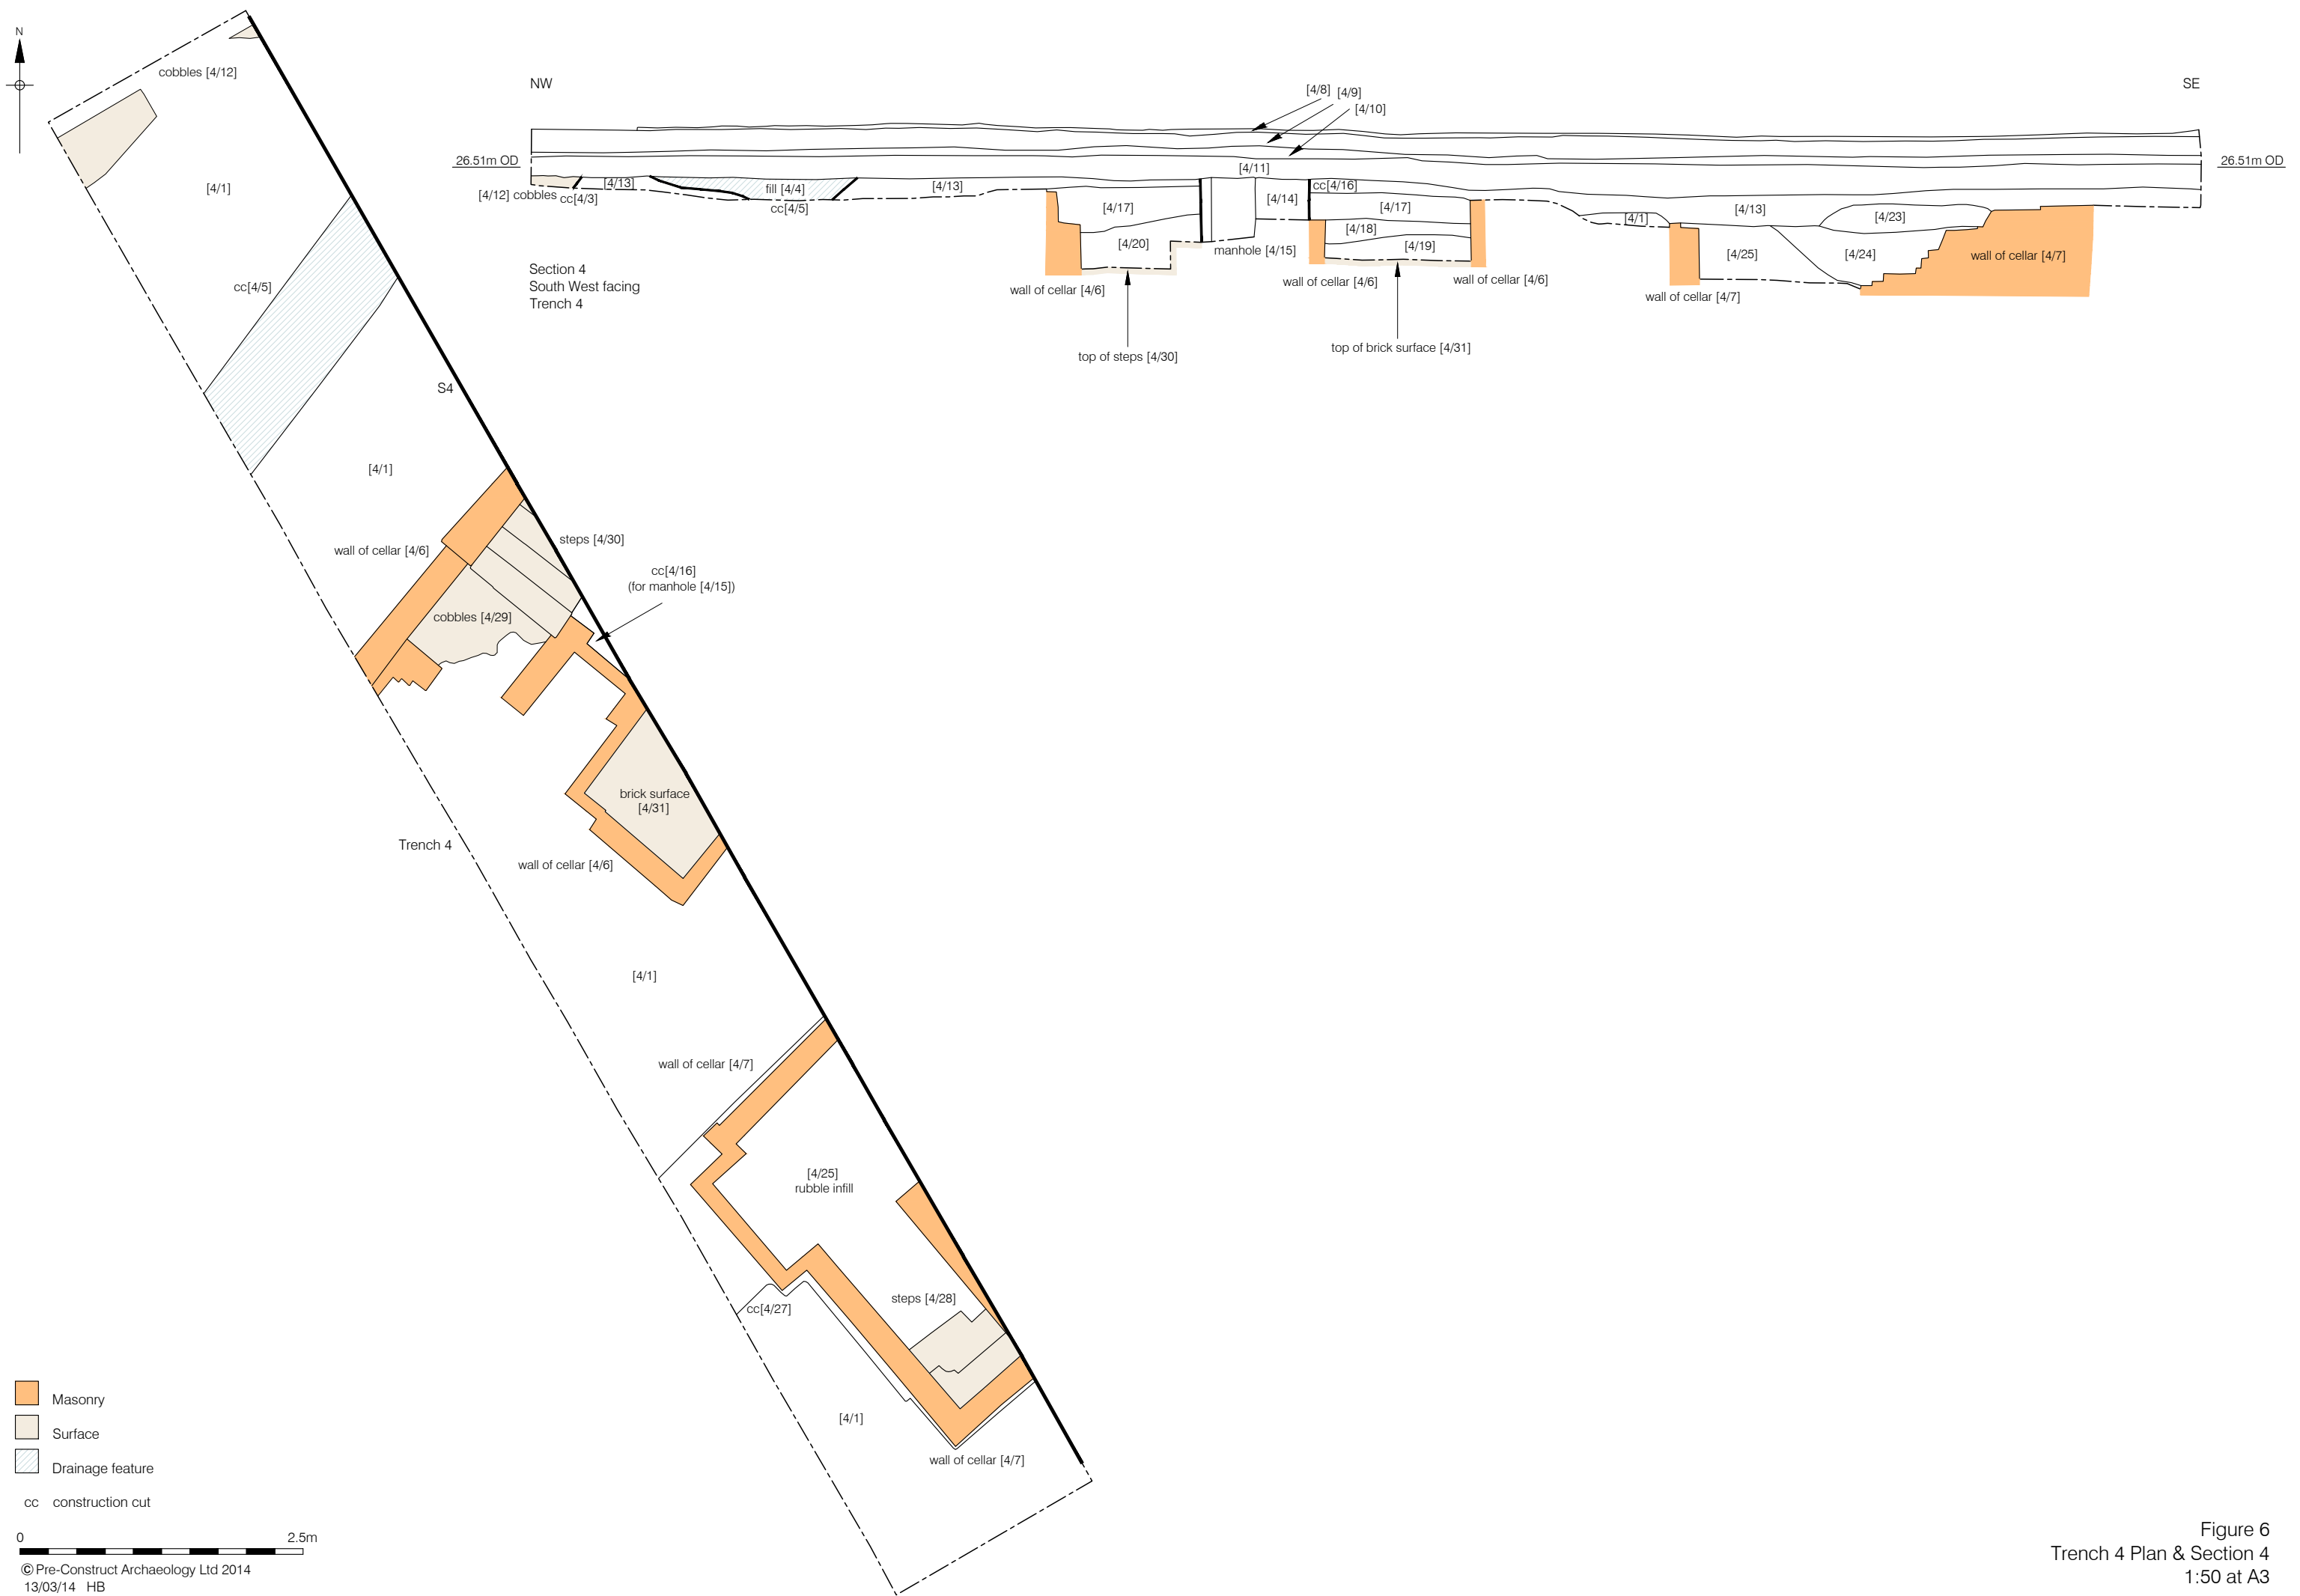 N
cobbles [4/12]
[4/1]
cc[4/5]
S4
[4/1]
wall of cellar [4/6]
steps [4/30]
cc[4/16]
(for manhole [4/15])
cobbles [4/29]
brick surface
[4/31]
Trench 4
wall of cellar [4/6]
[4/1]
wall of cellar [4/7]
[4/25]
rubble infill
steps [4/28]
cc[4/27]
[4/1]
wall of cellar [4/7]
NW
SE
[4/8]
[4/9]
[4/10]
26.51m OD
26.51m OD
[4/11]
[4/12] cobbles
cc[4/3]
[4/13]
fill [4/4]
cc[4/5]
[4/13]
[4/17]
[4/20]
[4/14]
manhole [4/15]
cc[4/16]
[4/17]
[4/18]
[4/19]
[4/1]
[4/13]
[4/23]
[4/25]
[4/24]
wall of cellar [4/7]
wall of cellar [4/6]
wall of cellar [4/6]
wall of cellar [4/6]
wall of cellar [4/7]
top of steps [4/30]
top of brick surface [4/31]
Section 4
South West facing
Trench 4
Masonry
Surface
Drainage feature
cc construction cut
0 2.5m
© Pre-Construct Archaeology Ltd 2014
13/03/14 HB
Figure 6
Trench 4 Plan & Section 4
1:50 at A3